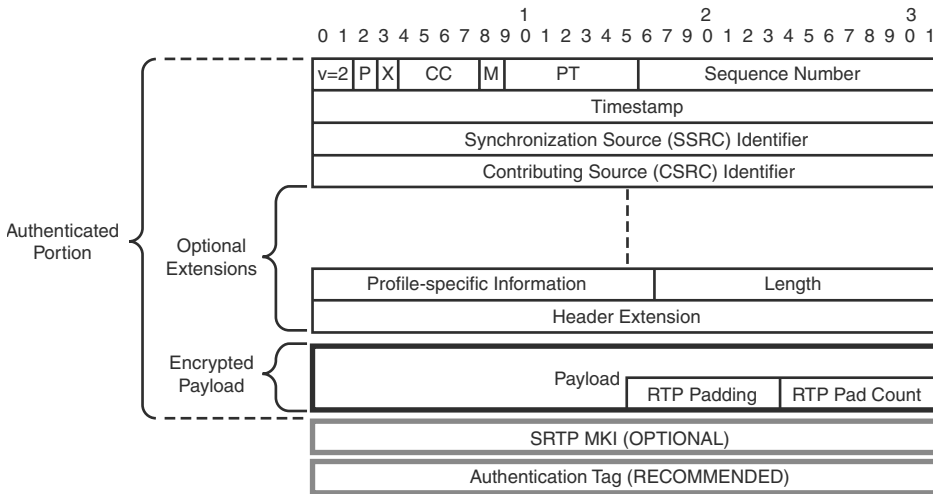 1 2 3
0 1 2 3 4 5 6 7 8 9 0 1 2 3 4 5 6 7 8 9 0 1 2 3 4 5 6 7 8 9 0 1
v=2 P X CC M PT Sequence Number
Timestamp
Synchronization Source (SSRC) Identifier
Contributing Source (CSRC) Identifier
Authenticated
Portion
Optional
Extensions
Profile-specific Information Length
Header Extension
Encrypted
Payload
Payload
RTP Padding RTP Pad Count
SRTP MKI (OPTIONAL)
Authentication Tag (RECOMMENDED)